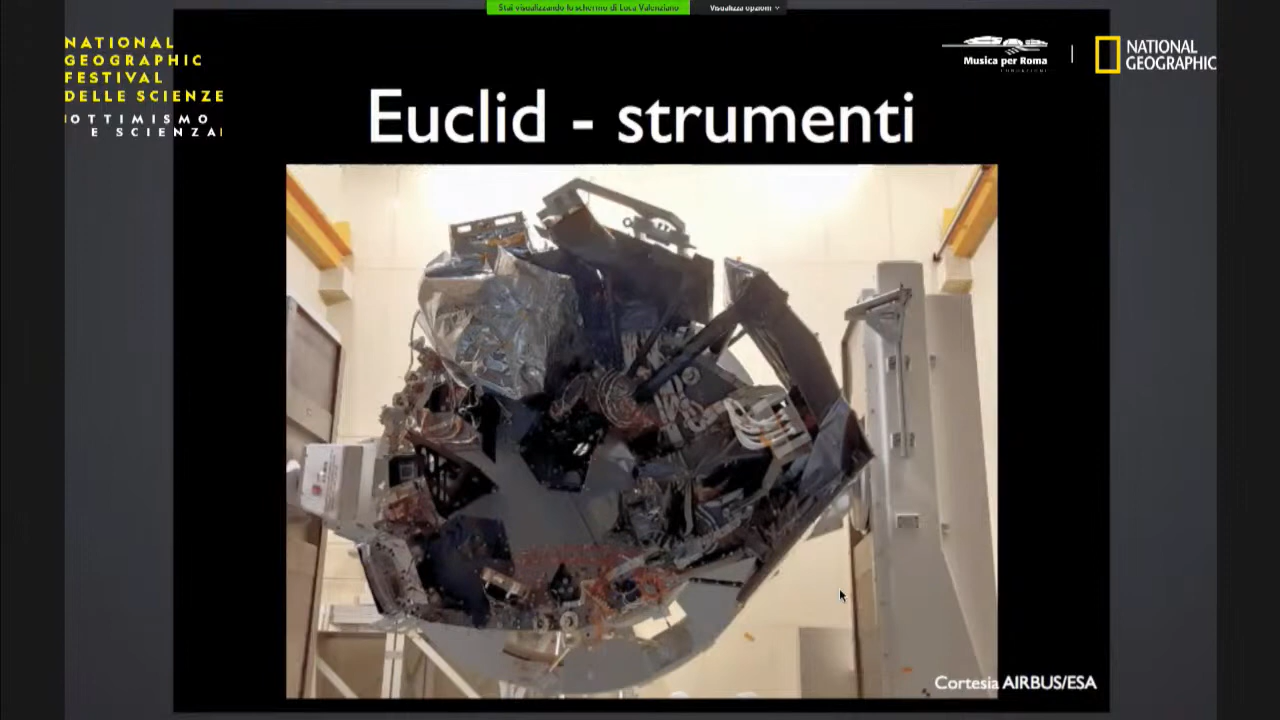 Stai visualizzando lo schermo di Luca Valenziano
Visualizza opzioni
NATIONAL
GEOGRAPHIC
FESTIVAL
DELLE SCIENZE
OTTIMISMO
E SCIENZA
Musica per Roma
FONDAZIONE
NATIONAL
GEOGRAPHIC
Euclid - strumenti
Cortesia AIRBUS/ESA